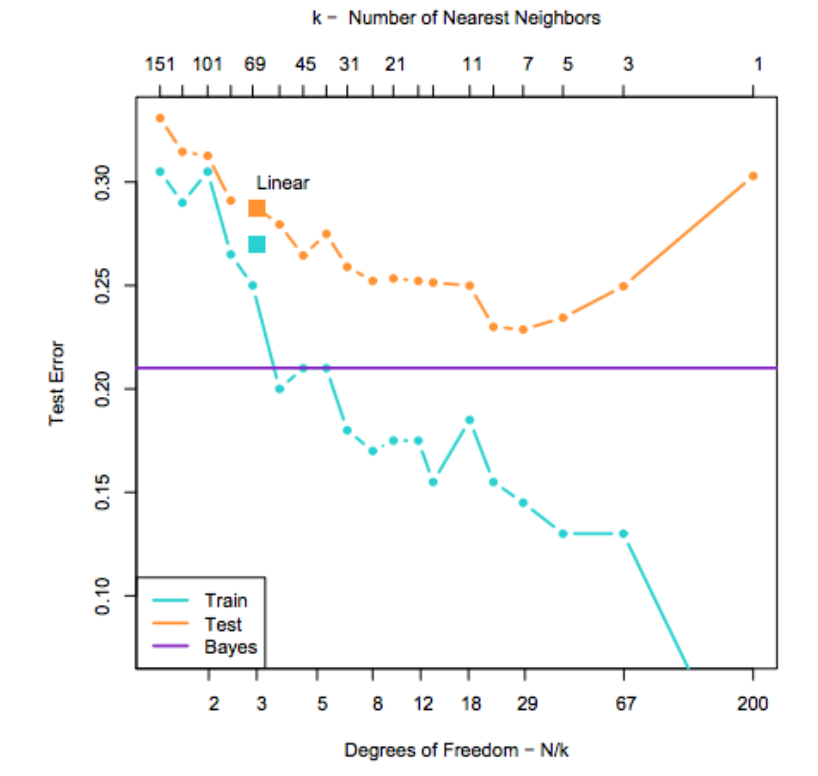 k − Number of Nearest Neighbors
151 101 69 45 31 21 11 7 5 3 1
Linear
0.30
0.25
0.20
0.15
0.10
Test Error
Train
Test
Bayes
2 3 5 8 12 18 29 67 200
Degrees of Freedom − N/k